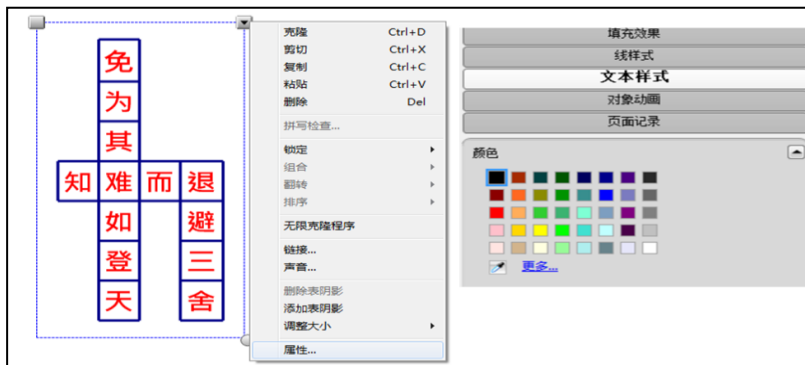 免
为
其
知难而退
如 避
登 三
天 舍
克隆 Ctrl+D
剪切 Ctrl+X
复制 Ctrl+C
粘贴 Ctrl+V
删除 Del
拼写检查...
锁定
组合
翻转
排序
无限克隆程序
链接...
声音...
删除表阴影
添加表阴影
调整大小
属性...
填充效果
线样式
文本样式
对象动画
页面记录
颜色
更多...